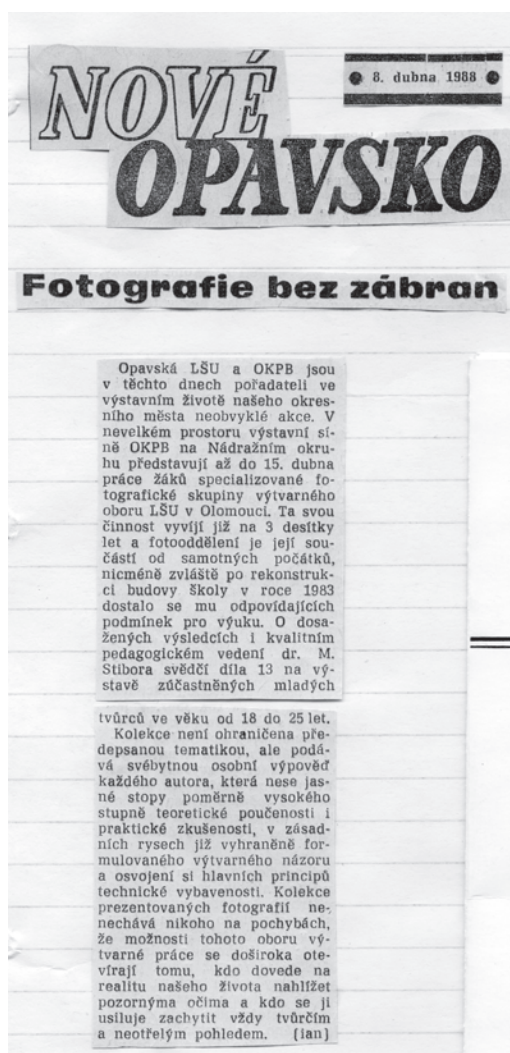 NOVÉ
8. dubna 1988
OPAVSKO
Fotografie bez zábran
Opavská LŠU a OKPB jsou
v těchto dnech pořadateli ve
výstavním životě našeho okres-
ního města neobvyklé akce. V
nevelkém prostoru výstavní sí-
ně OKPB na Nádražním okru-
hu představují až do 15. dubna
práce žáků specializované fo-
tografické skupiny výtvarného
oboru LŠU v Olomouci. Ta svou
činnost vyvíjí již na 3 desítky
let a fotooddělení je její sou-
částí od samotných počátků,
nicméně zvláště po rekonstruk-
ci budovy školy v roce 1983
dostalo se mu odpovídajících
podmínek pro výuku. O dosa-
žených výsledcích i kvalitním
pedagogickém vedení dr. M.
Stibora svědčí díla 13 na vý-
stavě zúčastněných mladých
tvůrců ve věku od 18 do 25 let.
Kolekce není ohraničena pře-
depsanou tematikou, ale podá-
vá svébytnou osobní výpověď
každého autora, která nese jas-
né stopy poměrně vysokého
stupně teoretické poučenosti i
praktické zkušenosti, v zásad-
ních rysech již vyhraněně for-
mulovaného výtvarného názoru
a osvojení si hlavních principů
technické vybavenosti. Kolekce
prezentovaných fotografií ne-
nechává nikoho na pochybách,
že možnosti tohoto oboru vý-
tvarné práce se doširoka ote-
vírají tomu, kdo dovede na
realitu našeho života nahlížet
pozornýma očima a kdo se ji
usiluje zachytit vždy tvůrčím
a neotřelým pohledem. (ian)